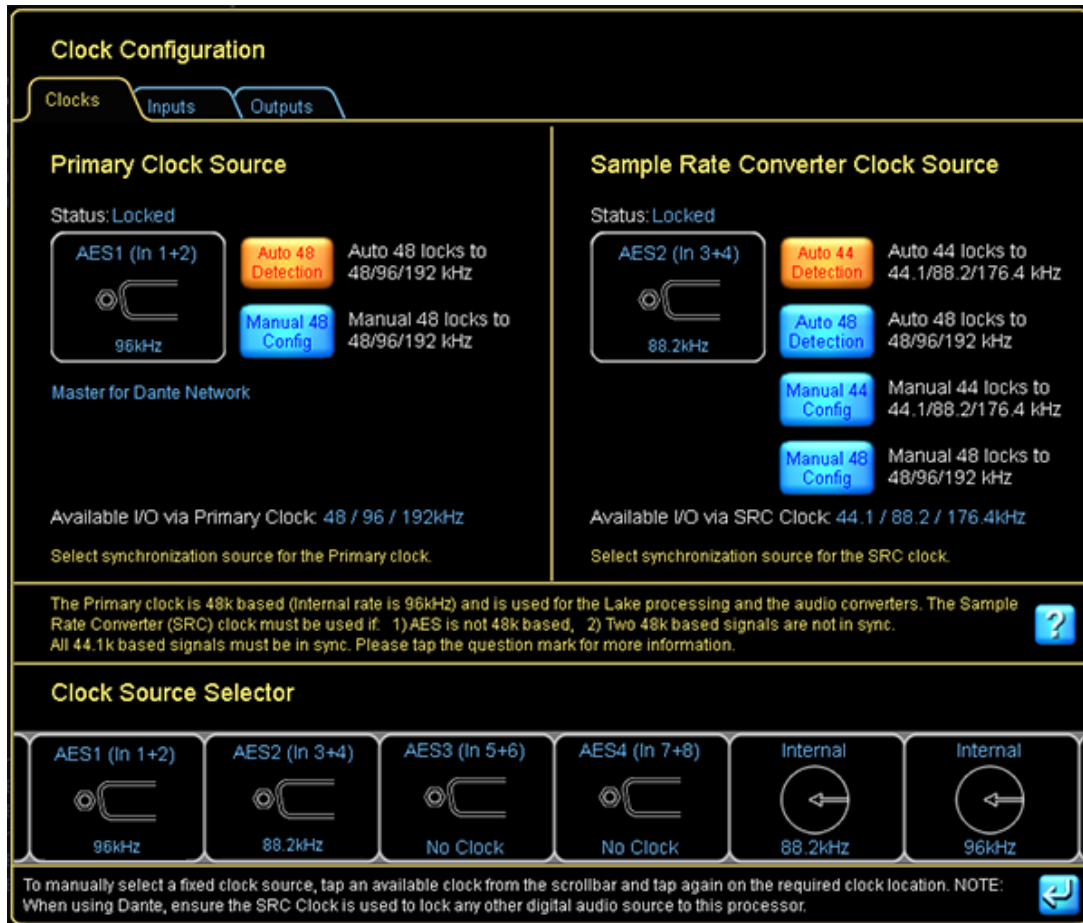 Clock Configuration
Clocks
Inputs
Outputs
Primary Clock Source
Status: Locked
AES1 (In 1+2)
96kHz
Auto 48
Detection
Auto 48 locks to
48/96/192 kHz
Manual 48
Config
Manual 48 locks to
48/96/192 kHz
Master for Dante Network
Available I/O via Primary Clock: 48 / 96 / 192kHz
Select synchronization source for the Primary clock.
Sample Rate Converter Clock Source
Status: Locked
AES2 (In 3+4)
88.2kHz
Auto 44
Detection
Auto 44 locks to
44.1/88.2/176.4 kHz
Auto 48
Detection
Auto 48 locks to
48/96/192 kHz
Manual 44
Config
Manual 44 locks to
44.1/88.2/176.4 kHz
Manual 48
Config
Manual 48 locks to
48/96/192 kHz
Available I/O via SRC Clock: 44.1 / 88.2 / 176.4kHz
Select synchronization source for the SRC clock.
The Primary clock is 48k based (Internal rate is 96kHz) and is used for the Lake processing and the audio converters. The Sample
Rate Converter (SRC) clock must be used if: 1) AES is not 48k based, 2) Two 48k based signals are not in sync.
All 44.1k based signals must be in sync. Please tap the question mark for more information.
?
Clock Source Selector
AES1 (In 1+2)
96kHz
AES2 (In 3+4)
88.2kHz
AES3 (In 5+6)
No Clock
AES4 (In 7+8)
No Clock
Internal
88.2kHz
Internal
96kHz
To manually select a fixed clock source, tap an available clock from the scrollbar and tap again on the required clock location. NOTE:
When using Dante, ensure the SRC Clock is used to lock any other digital audio source to this processor.